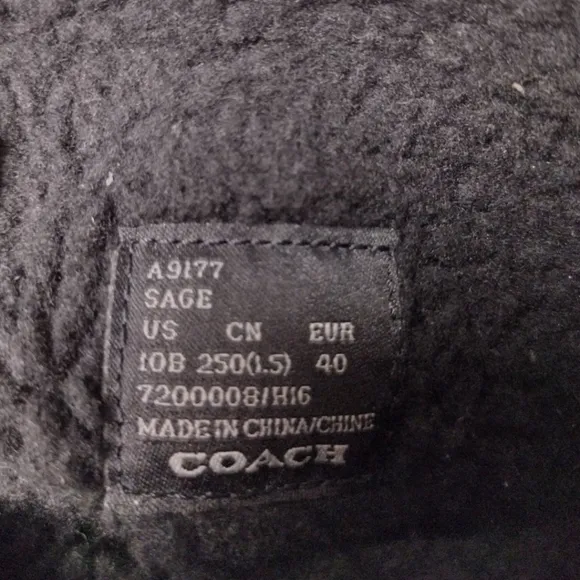 A9177
SAGE
US CN EUR
10B 250(1.5) 40
7200008/H16
MADE IN CHINA/CHINE
COACH